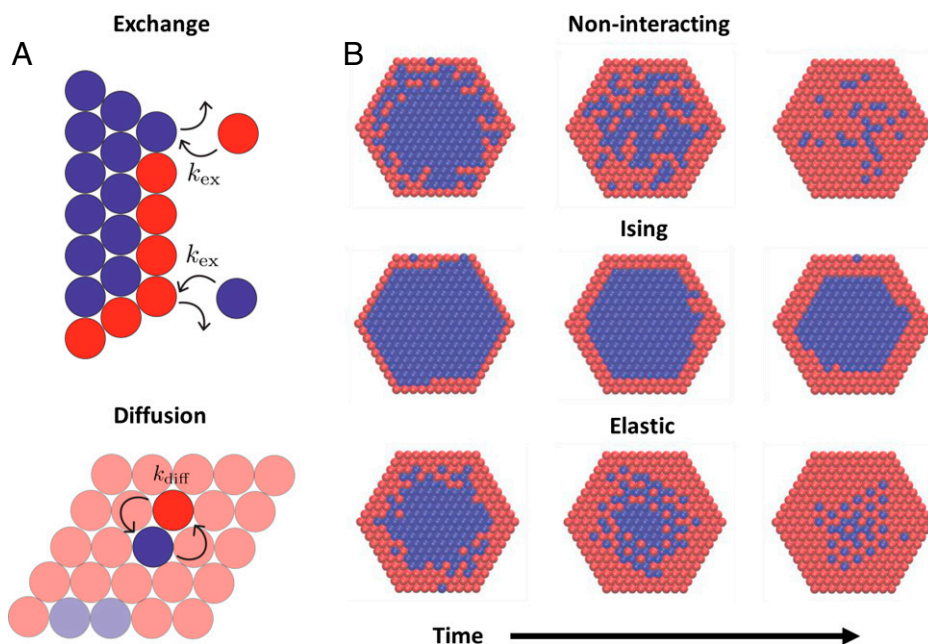 Exchange
A
k_ex
k_ex
Diffusion
k_diff
B
Non-interacting
Ising
Elastic
Time